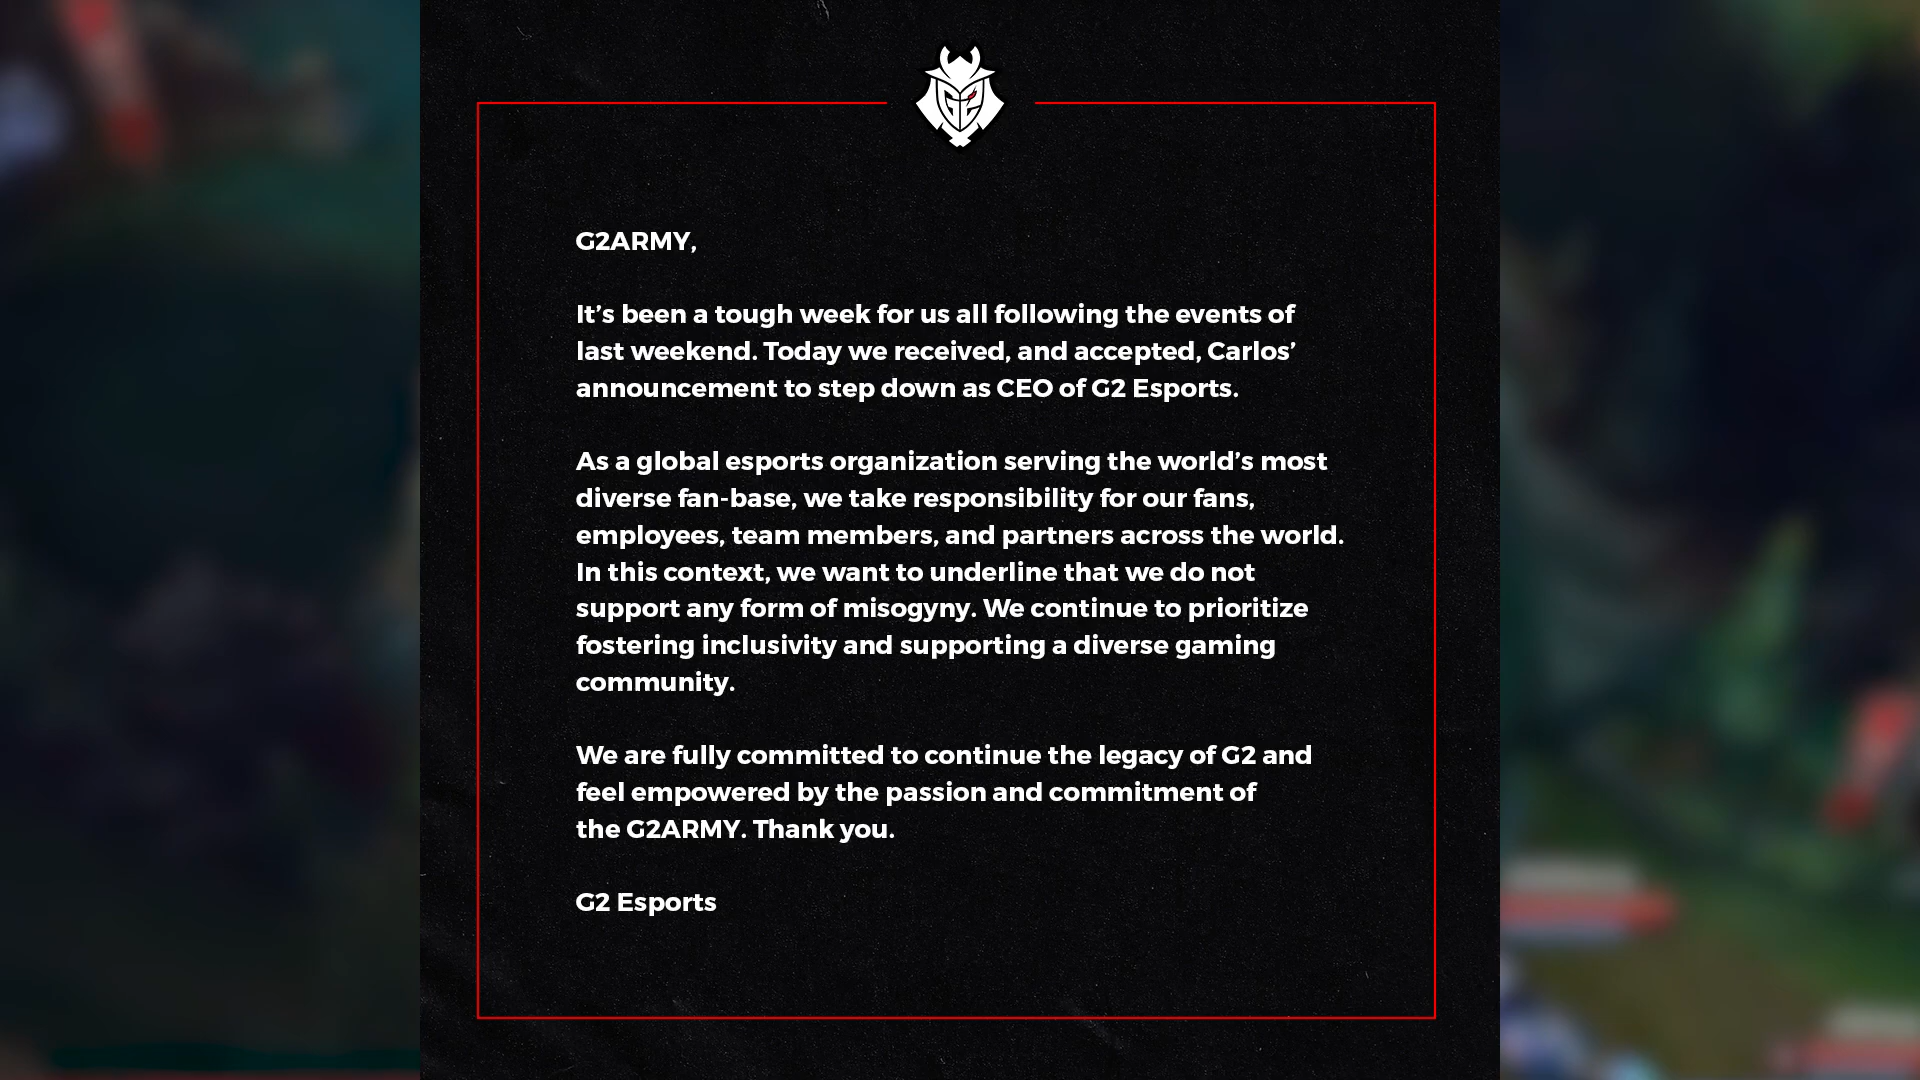 G2ARMY,
It’s been a tough week for us all following the events of
last weekend. Today we received, and accepted, Carlos’
announcement to step down as CEO of G2 Esports.
As a global esports organization serving the world’s most
diverse fan-base, we take responsibility for our fans,
employees, team members, and partners across the world.
In this context, we want to underline that we do not
support any form of misogyny. We continue to prioritize
fostering inclusivity and supporting a diverse gaming
community.
We are fully committed to continue the legacy of G2 and
feel empowered by the passion and commitment of
the G2ARMY. Thank you.
G2 Esports